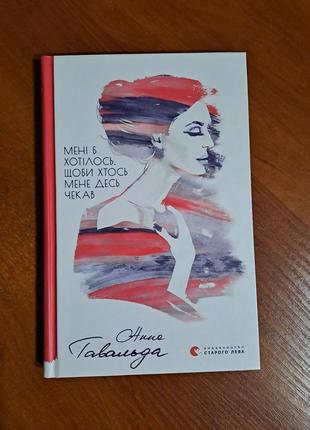 МЕНІ Б
ХОТІЛОСЬ,
ЩОБИ ХТОСЬ
МЕНЕ ДЕСЬ
ЧЕКАВ
Анна
Гавальда
ВИДАВНИЦТВО
СТАРОГО ЛЕВА